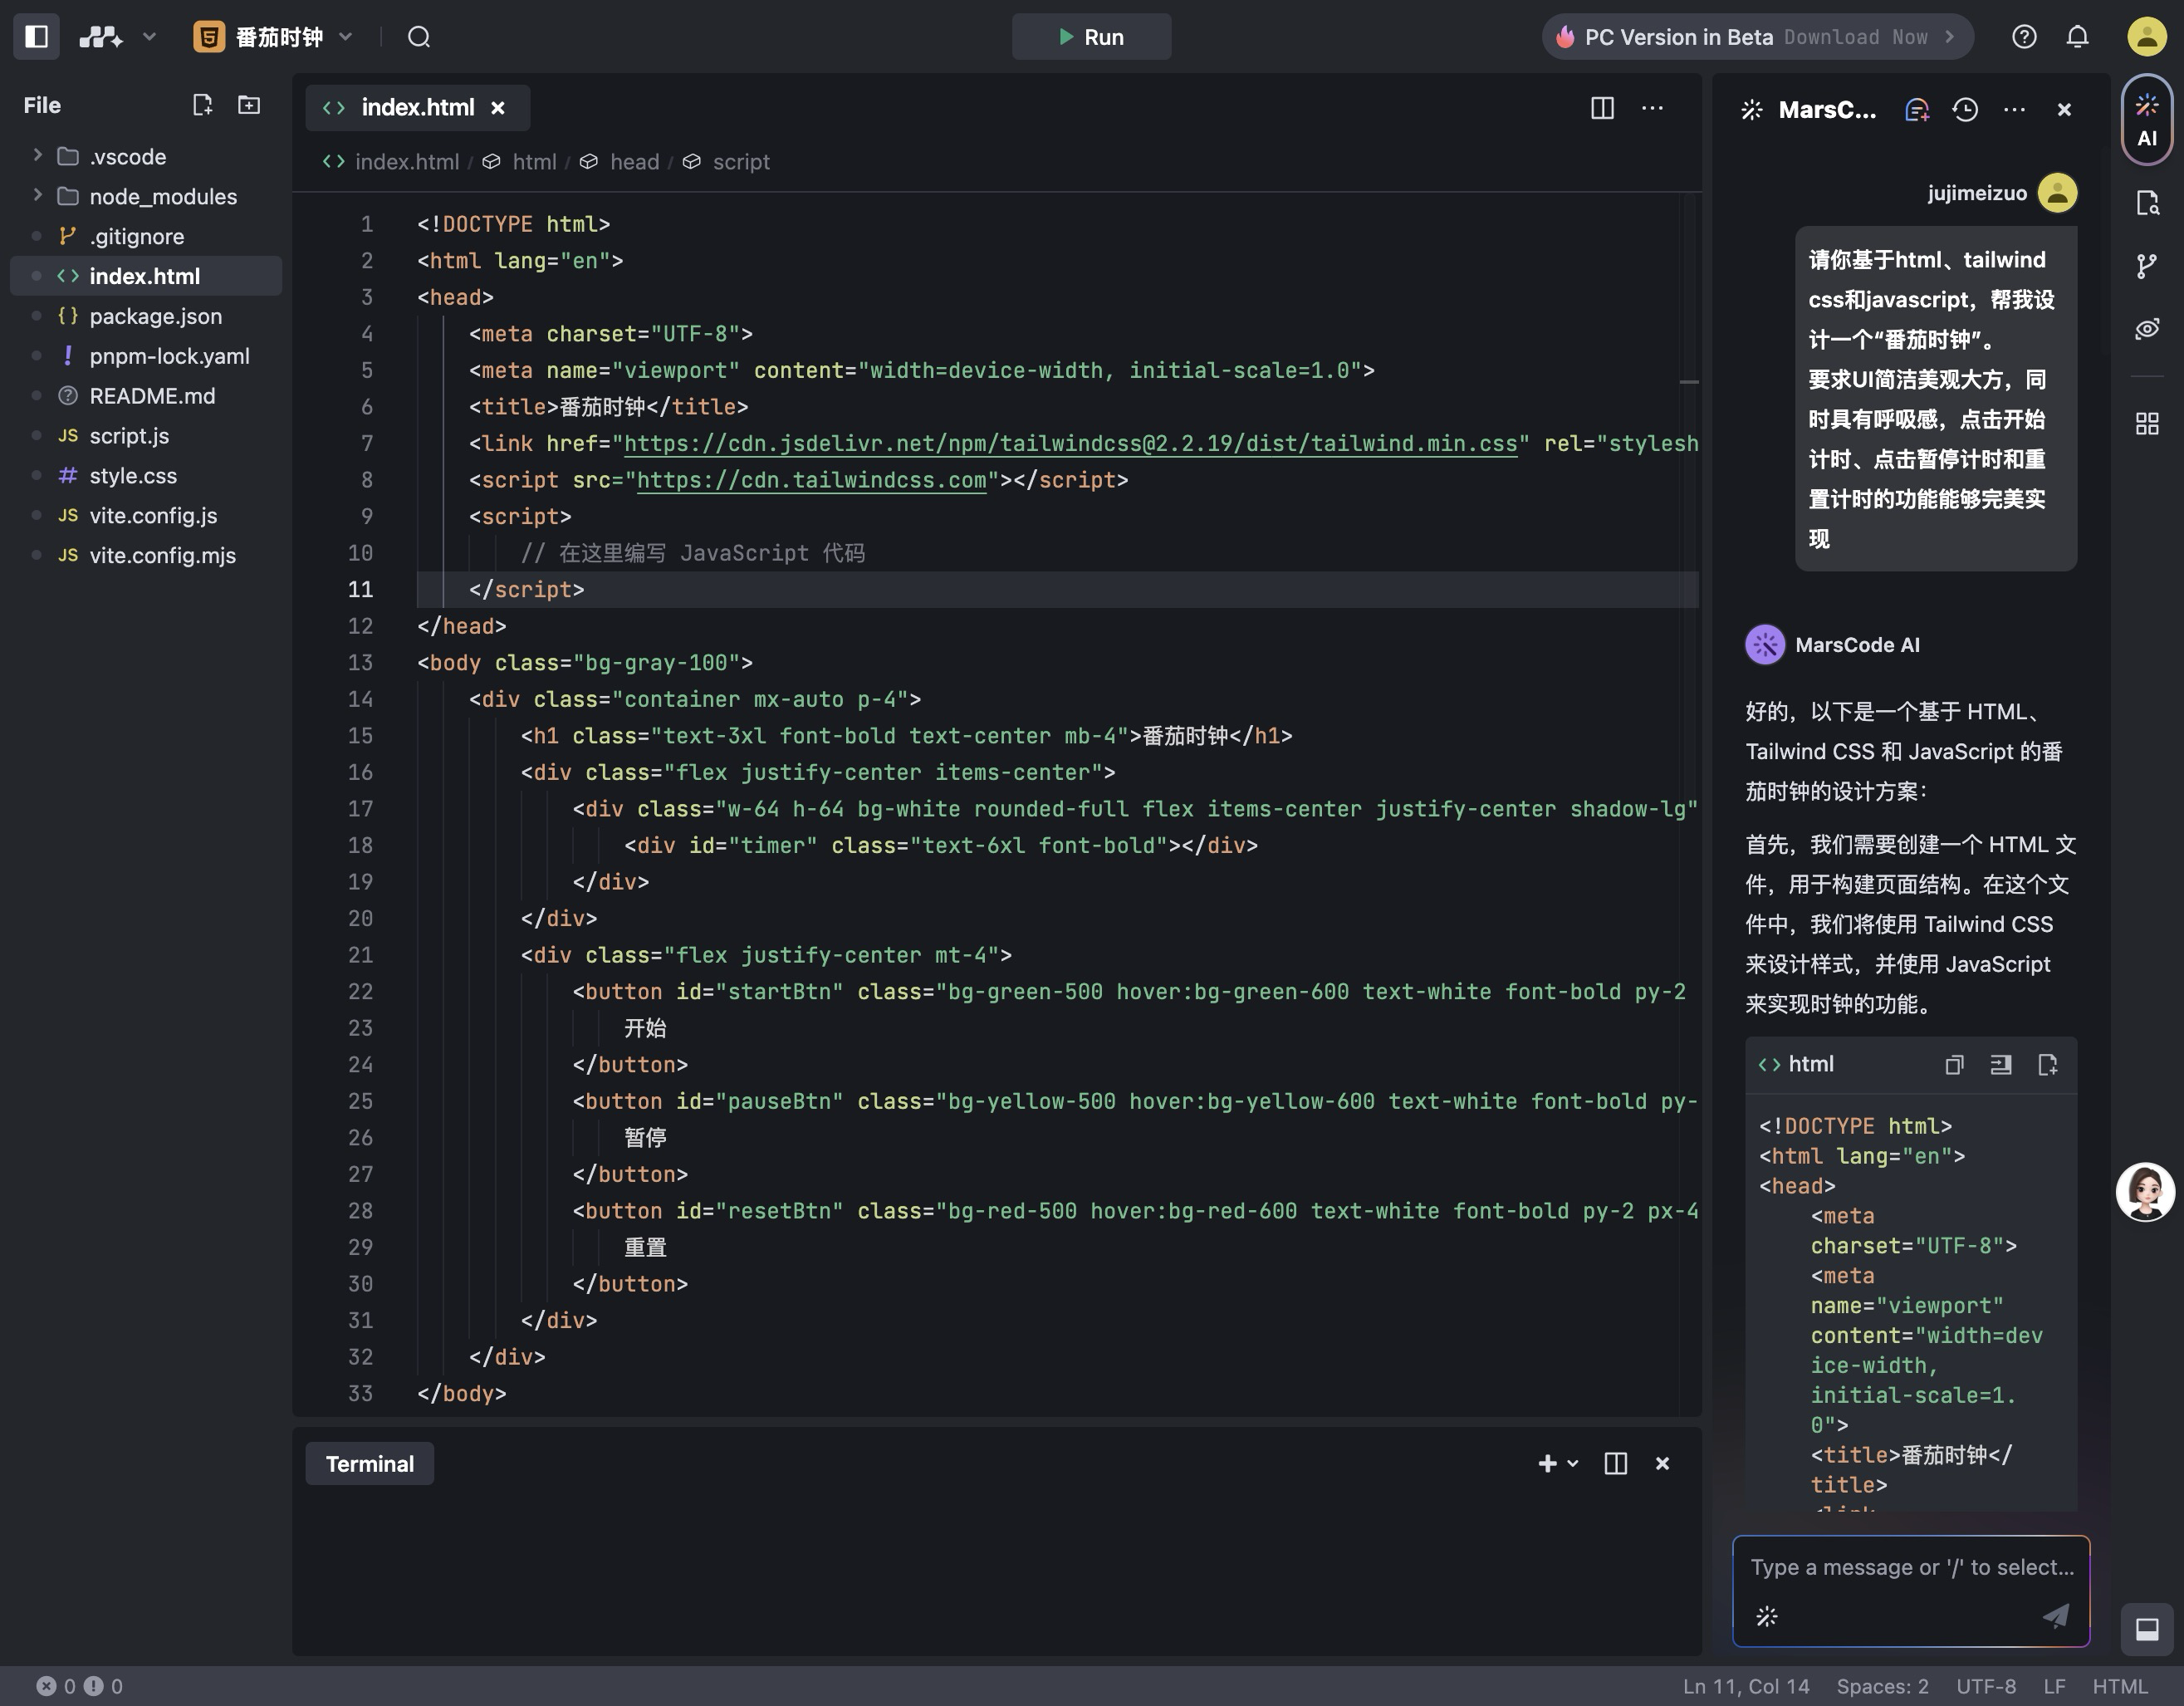 番茄时钟
Run
PC Version in Beta Download Now
File
.vscode
node_modules
.gitignore
index.html
package.json
pnpm-lock.yaml
README.md
JS script.js
# style.css
JS vite.config.js
JS vite.config.mjs
index.html
index.html / html / head / script
1 <!DOCTYPE html>
2 <html lang="en">
3 <head>
4 <meta charset="UTF-8">
5 <meta name="viewport" content="width=device-width, initial-scale=1.0">
6 <title>番茄时钟</title>
7 <link href="https://cdn.jsdelivr.net/npm/tailwindcss@2.2.19/dist/tailwind.min.css" rel="stylesh
8 <script src="https://cdn.tailwindcss.com"></script>
9 <script>
10 // 在这里编写 JavaScript 代码
11 </script>
12 </head>
13 <body class="bg-gray-100">
14 <div class="container mx-auto p-4">
15 <h1 class="text-3xl font-bold text-center mb-4">番茄时钟</h1>
16 <div class="flex justify-center items-center">
17 <div class="w-64 h-64 bg-white rounded-full flex items-center justify-center shadow-lg"
18 <div id="timer" class="text-6xl font-bold"></div>
19 </div>
20 </div>
21 <div class="flex justify-center mt-4">
22 <button id="startBtn" class="bg-green-500 hover:bg-green-600 text-white font-bold py-2
23 开始
24 </button>
25 <button id="pauseBtn" class="bg-yellow-500 hover:bg-yellow-600 text-white font-bold py-
26 暂停
27 </button>
28 <button id="resetBtn" class="bg-red-500 hover:bg-red-600 text-white font-bold py-2 px-4
29 重置
30 </button>
31 </div>
32 </div>
33 </body>
Terminal
MarsC...
AI
jujimeizuo
请你基于html、tailwind
css和javascript，帮我设
计一个“番茄时钟”。
要求UI简洁美观大方，同
时具有呼吸感，点击开始
计时、点击暂停计时和重
置计时的功能能够完美实
现
MarsCode AI
好的，以下是一个基于 HTML、
Tailwind CSS 和 JavaScript 的番
茄时钟的设计方案：
首先，我们需要创建一个 HTML 文
件，用于构建页面结构。在这个文
件中，我们将使用 Tailwind CSS
来设计样式，并使用 JavaScript
来实现时钟的功能。
html
<!DOCTYPE html>
<html lang="en">
<head>
<meta
charset="UTF-8">
<meta
name="viewport"
content="width=dev
ice-width,
initial-scale=1.
0">
<title>番茄时钟</
title>
Type a message or '/' to select...
0 0
Ln 11, Col 14 Spaces: 2 UTF-8 LF HTML